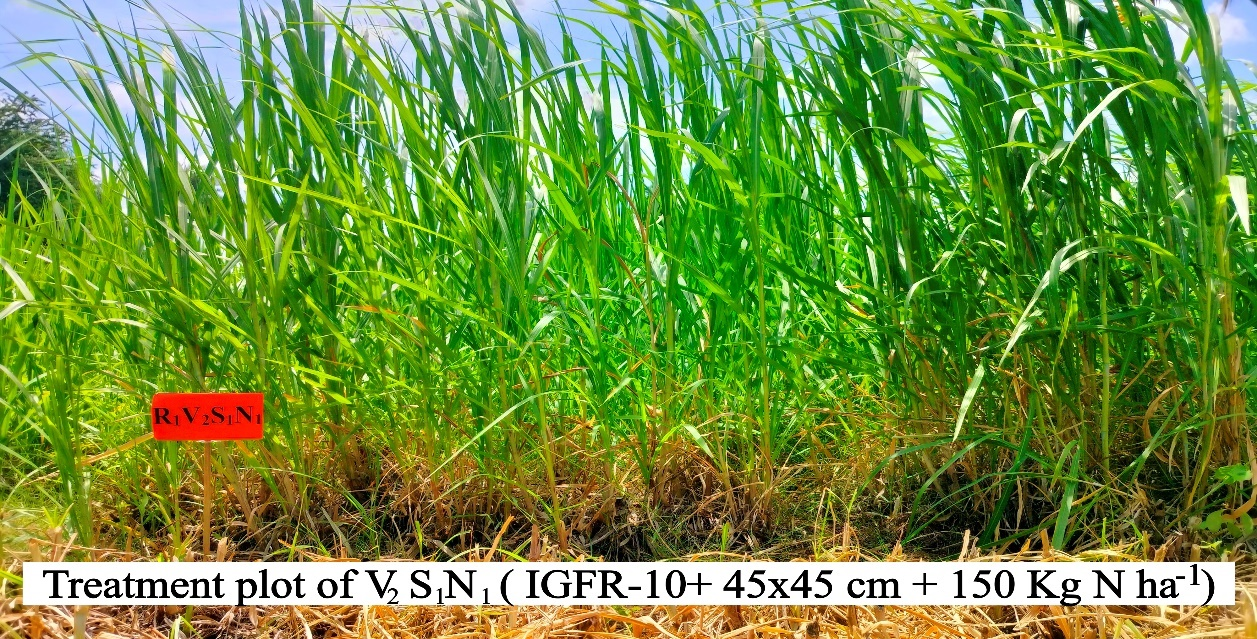 R₁V₂S₁N₁
Treatment plot of V₂ S₁N₁ ( IGFR-10+ 45x45 cm + 150 Kg N ha⁻¹)